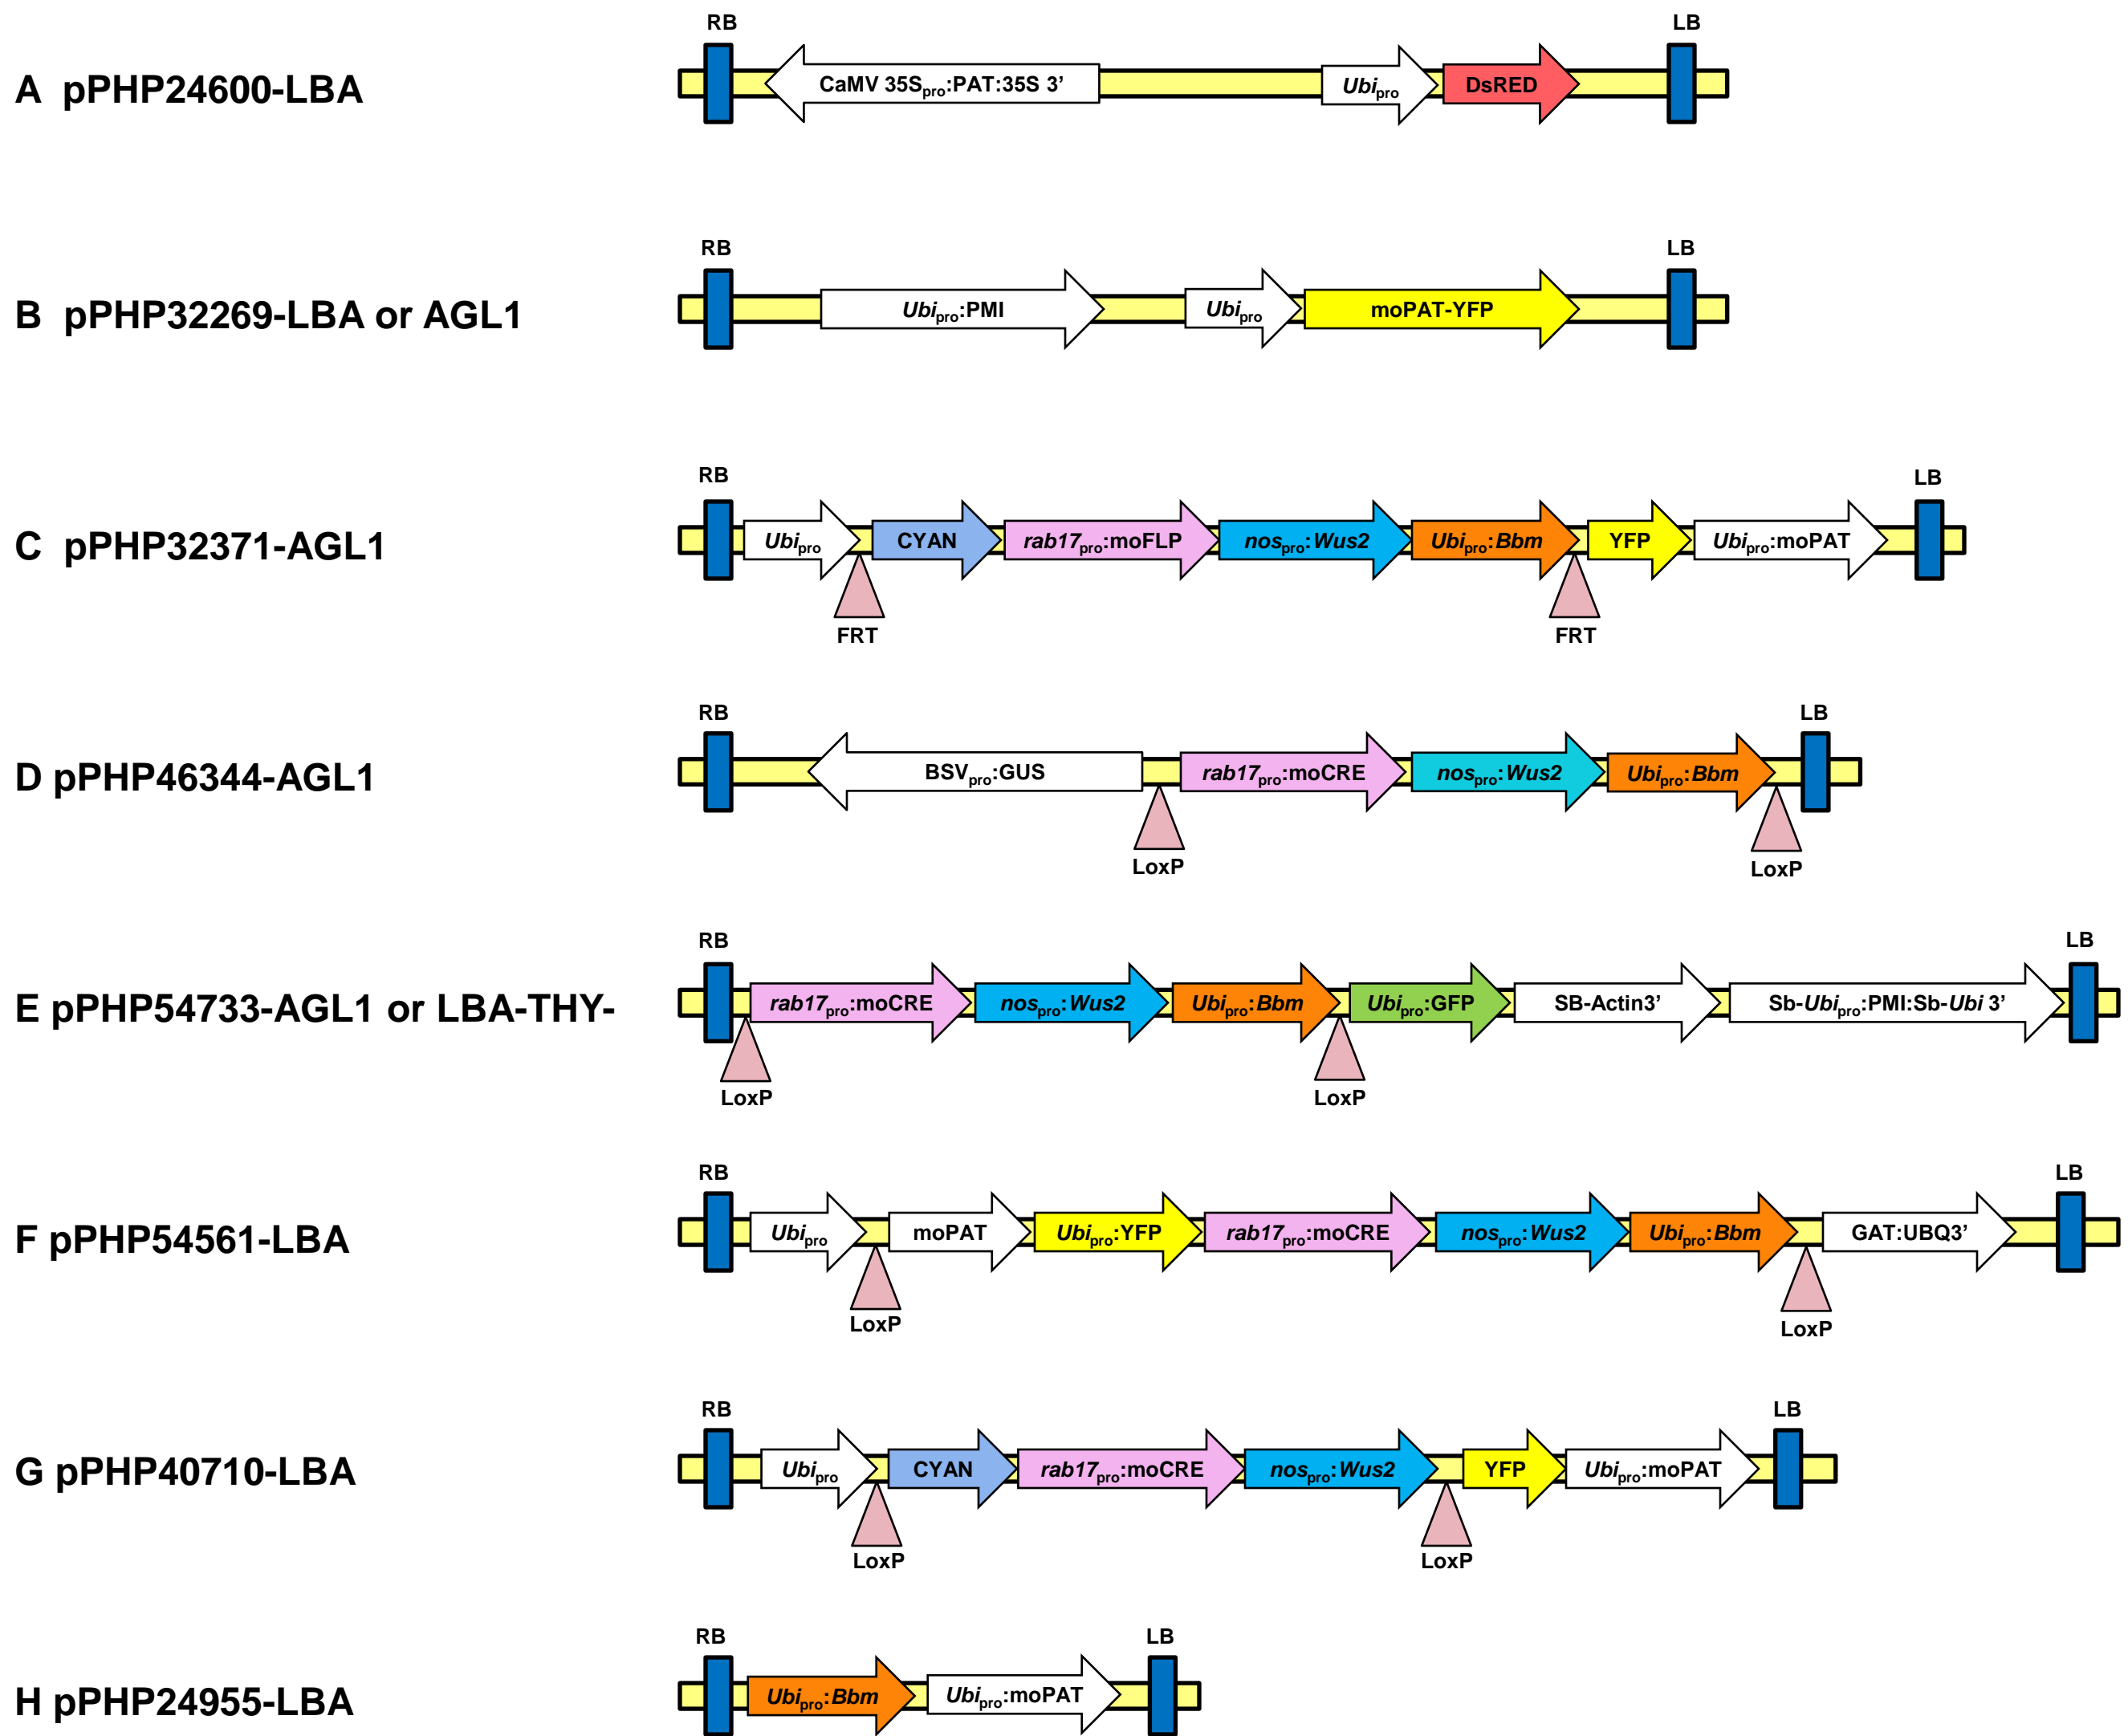 RB LB
A pPHP24600-LBA
CaMV 35Spro:PAT:35S 3’ Ubipro DsRED
RB LB
B pPHP32269-LBA or AGL1
Ubipro:PMI Ubipro moPAT-YFP
RB LB
C pPHP32371-AGL1
Ubipro CYAN rab17pro:moFLP nospro:Wus2 Ubipro:Bbm YFP Ubipro:moPAT
FRT FRT
RB LB
D pPHP46344-AGL1
BSVpro:GUS rab17pro:moCRE nospro:Wus2 Ubipro:Bbm
LoxP LoxP
RB LB
E pPHP54733-AGL1 or LBA-THY-
rab17pro:moCRE nospro:Wus2 Ubipro:Bbm Ubipro:GFP SB-Actin3’ Sb-Ubipro:PMI:Sb-Ubi 3’
LoxP LoxP
RB LB
F pPHP54561-LBA
Ubipro moPAT Ubipro:YFP rab17pro:moCRE nospro:Wus2 Ubipro:Bbm GAT:UBQ3’
LoxP LoxP
RB LB
G pPHP40710-LBA
Ubipro CYAN rab17pro:moCRE nospro:Wus2 YFP Ubipro:moPAT
LoxP LoxP
RB LB
H pPHP24955-LBA
Ubipro:Bbm Ubipro:moPAT